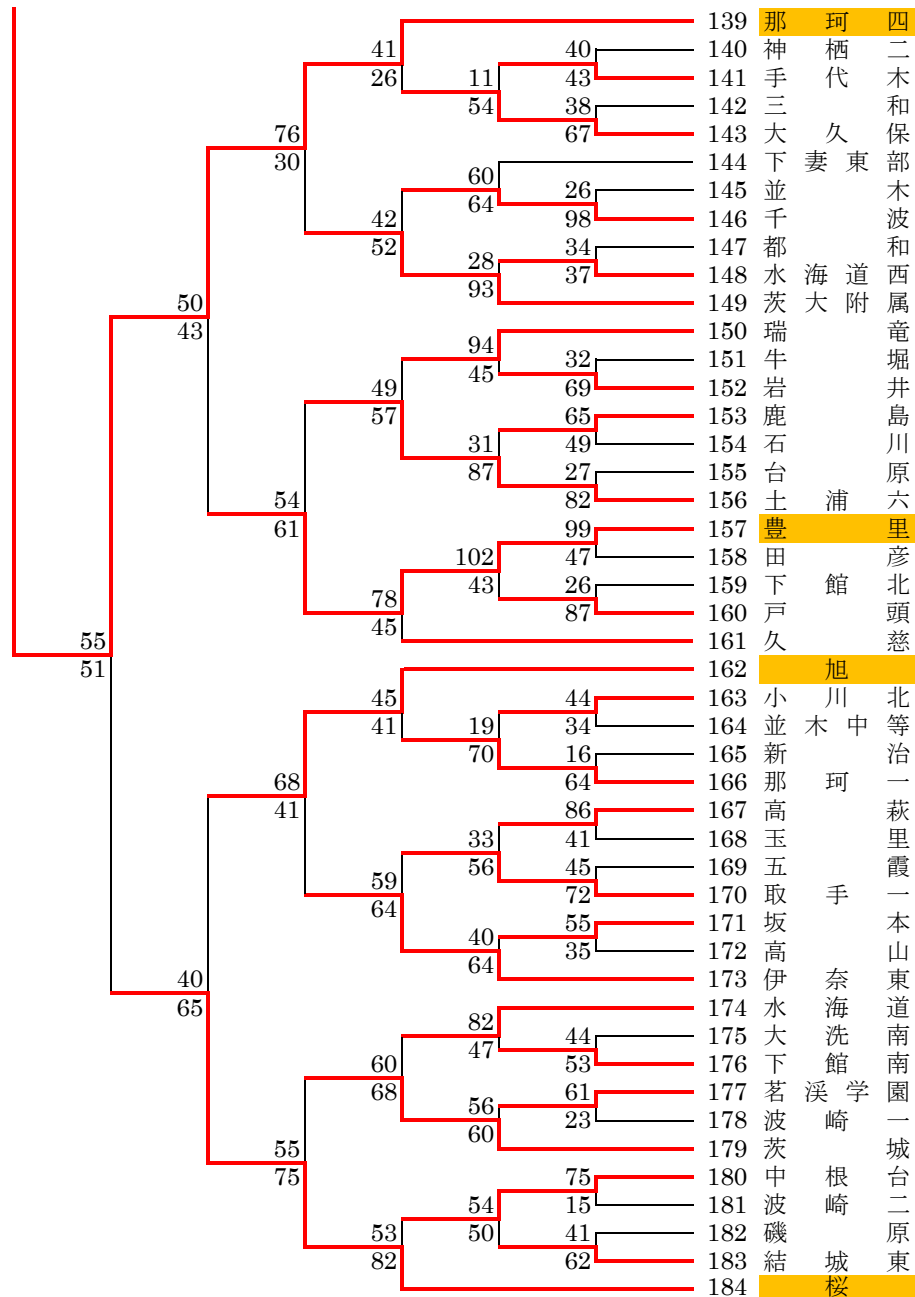 139 那珂四
41 40 140 神栖二
26 11 43 141 手代木
54 38 142 三和
76 67 143 大久保
30 144 下妻東部
60 26 145 並木
64 98 146 千波
42 34 147 都和
52 28 37 148 水海道西
93 149 茨大附属
50 150 瑞竜
43 94 32 151 牛堀
45 69 152 岩井
49 65 153 鹿島
57 31 49 154 石川
87 27 155 台原
54 82 156 土浦六
61 99 157 豊里
102 47 158 田彦
43 26 159 下館北
78 87 160 戸頭
45 161 久慈
55 162 旭
51 45 44 163 小川北
41 19 34 164 並木中等
70 16 165 新治
68 64 166 那珂一
41 86 167 高萩
33 41 168 玉里
56 45 169 五霞
59 72 170 取手一
64 55 171 坂本
40 35 172 高山
64 173 伊奈東
40 174 水海道
65 82 44 175 大洗南
47 53 176 下館南
60 61 177 茗渓学園
68 56 23 178 波崎一
60 179 茨城
55 75 180 中根台
75 54 15 181 波崎二
50 41 182 磯原
53 62 183 結城東
82 184 桜